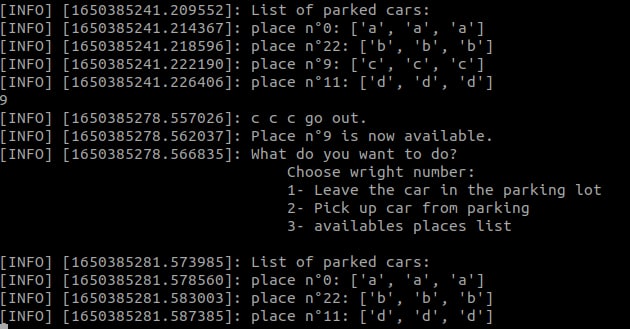 [INFO] [1650385241.209552]: List of parked cars:
[INFO] [1650385241.214367]: place n°0: ['a', 'a', 'a']
[INFO] [1650385241.218596]: place n°22: ['b', 'b', 'b']
[INFO] [1650385241.222190]: place n°9: ['c', 'c', 'c']
[INFO] [1650385241.226406]: place n°11: ['d', 'd', 'd']
9
[INFO] [1650385278.557026]: c c c go out.
[INFO] [1650385278.562037]: Place n°9 is now available.
[INFO] [1650385278.566835]: What do you want to do?
Choose wright number:
1- Leave the car in the parking lot
2- Pick up car from parking
3- availables places list
[INFO] [1650385281.573985]: List of parked cars:
[INFO] [1650385281.578560]: place n°0: ['a', 'a', 'a']
[INFO] [1650385281.583003]: place n°22: ['b', 'b', 'b']
[INFO] [1650385281.587385]: place n°11: ['d', 'd', 'd']